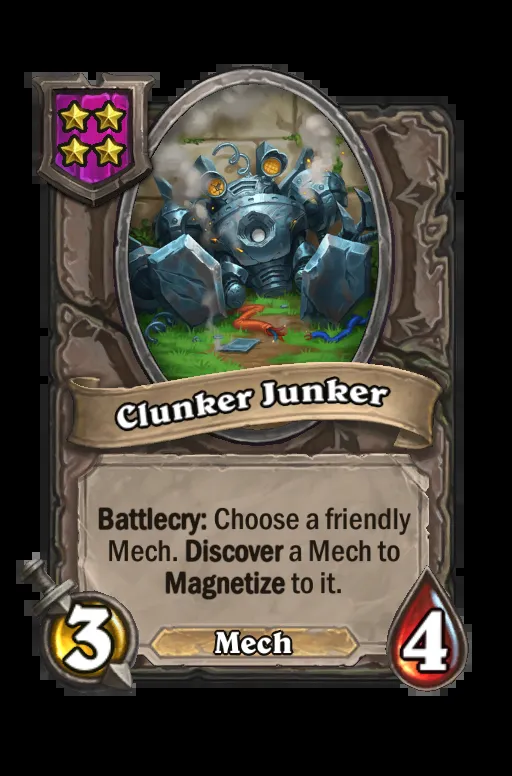 Clunker Junker
Battlecry: Choose a friendly
Mech. Discover a Mech to
Magnetize to it.
3
Mech
4